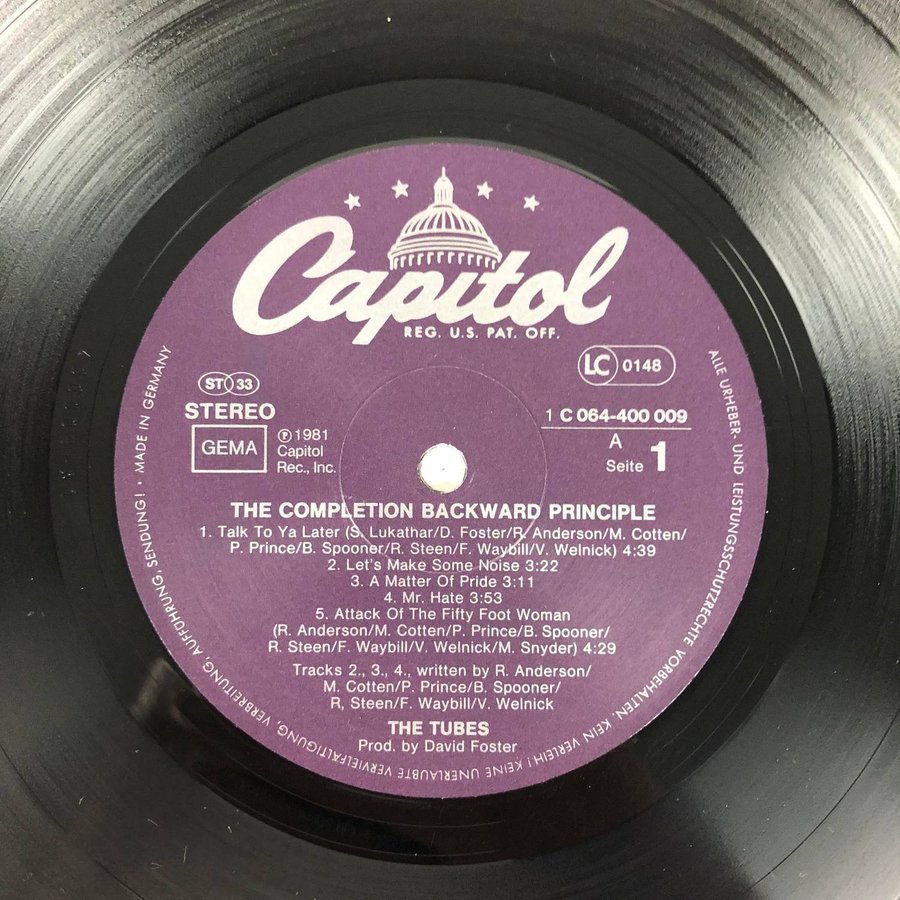 Capitol
REG. U.S. PAT. OFF.
LC 0148
ST 33
STEREO
GEMA
℗ 1981
Capitol
Rec., Inc.
1 C 064-400 009
A
Seite 1
THE COMPLETION BACKWARD PRINCIPLE
1. Talk To Ya Later (S. Lukathar/D. Foster/R. Anderson/M. Cotten/
P. Prince/B. Spooner/R. Steen/F. Waybill/V. Welnick) 4:39
2. Let's Make Some Noise 3:22
3. A Matter Of Pride 3:11
4. Mr. Hate 3:53
5. Attack Of The Fifty Foot Woman
(R. Anderson/M. Cotten/P. Prince/B. Spooner/
R. Steen/F. Waybill/V. Welnick/M. Snyder) 4:29
Tracks 2., 3., 4., written by R. Anderson/
M. Cotten/P. Prince/B. Spooner/
R, Steen/F. Waybill/V. Welnick
THE TUBES
Prod. by David Foster
ALLE URHEBER- UND LEISTUNGSSCHUTZRECHTE VORBEHALTEN. KEIN VERLEIH! KEINE UNERLAUBTE VERVIELFÄLTIGUNG, VERBREITUNG, AUFFÜHRUNG, SENDUNG! · MADE IN GERMANY